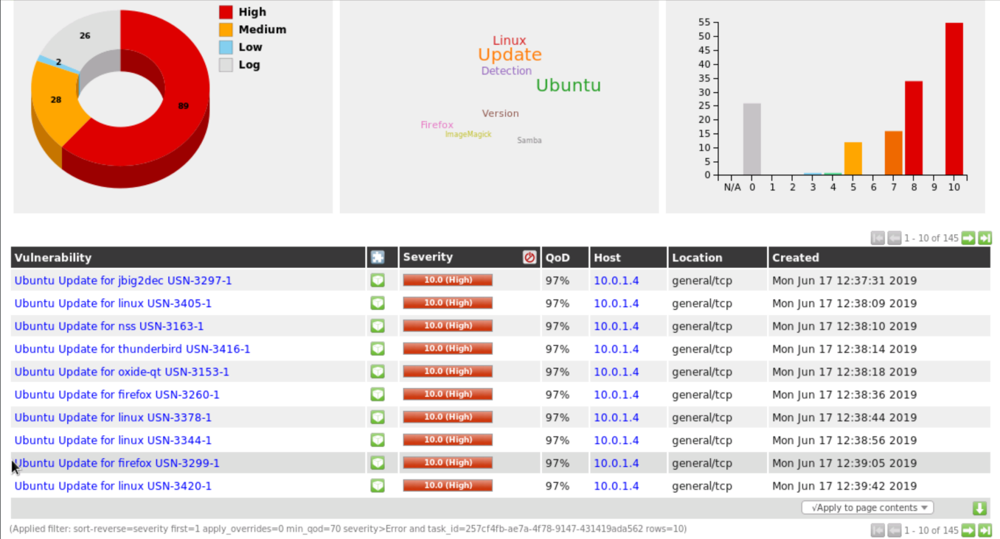 High
Medium
Low
Log
26
2
28
89
Linux
Update
Detection
Ubuntu
Version
Firefox
ImageMagick
Samba
55
50
45
40
35
30
25
20
15
10
5
0
N/A 0 1 2 3 4 5 6 7 8 9 10
1 - 10 of 145
Vulnerability Severity QoD Host Location Created
Ubuntu Update for jbig2dec USN-3297-1 10.0 (High) 97% 10.0.1.4 general/tcp Mon Jun 17 12:37:31 2019
Ubuntu Update for linux USN-3405-1 10.0 (High) 97% 10.0.1.4 general/tcp Mon Jun 17 12:38:09 2019
Ubuntu Update for nss USN-3163-1 10.0 (High) 97% 10.0.1.4 general/tcp Mon Jun 17 12:38:10 2019
Ubuntu Update for thunderbird USN-3416-1 10.0 (High) 97% 10.0.1.4 general/tcp Mon Jun 17 12:38:14 2019
Ubuntu Update for oxide-qt USN-3153-1 10.0 (High) 97% 10.0.1.4 general/tcp Mon Jun 17 12:38:18 2019
Ubuntu Update for firefox USN-3260-1 10.0 (High) 97% 10.0.1.4 general/tcp Mon Jun 17 12:38:36 2019
Ubuntu Update for linux USN-3378-1 10.0 (High) 97% 10.0.1.4 general/tcp Mon Jun 17 12:38:44 2019
Ubuntu Update for linux USN-3344-1 10.0 (High) 97% 10.0.1.4 general/tcp Mon Jun 17 12:38:56 2019
Ubuntu Update for firefox USN-3299-1 10.0 (High) 97% 10.0.1.4 general/tcp Mon Jun 17 12:39:05 2019
Ubuntu Update for linux USN-3420-1 10.0 (High) 97% 10.0.1.4 general/tcp Mon Jun 17 12:39:42 2019
√Apply to page contents
(Applied filter: sort-reverse=severity first=1 apply_overrides=0 min_qod=70 severity>Error and task_id=257cf4fb-ae7a-4f78-9147-431419ada562 rows=10)
1 - 10 of 145